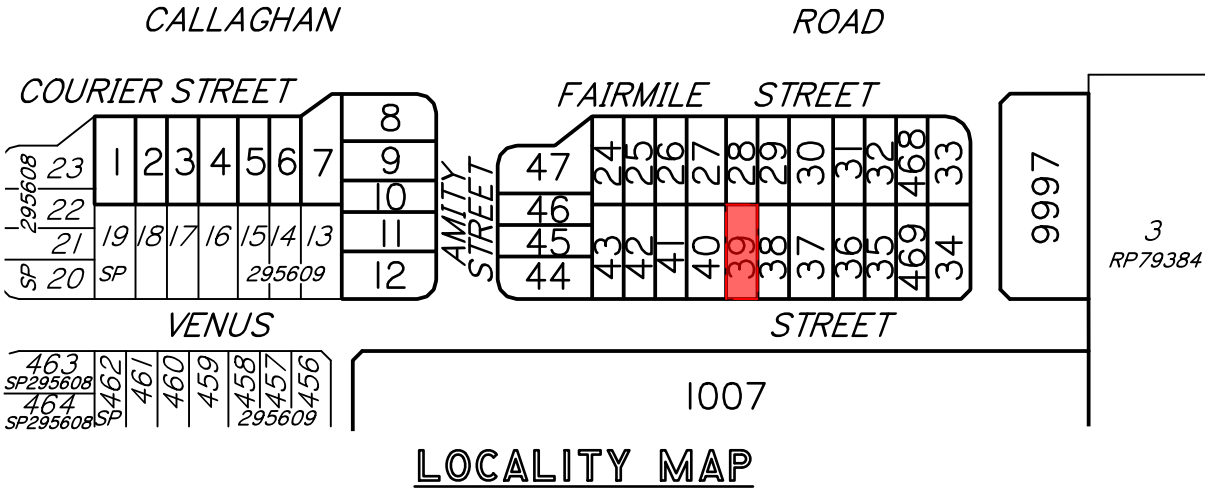 CALLAGHAN ROAD
COURIER STREET
FAIRMILE STREET
8
23 1 2 3 4 5 6 7 9
47 24 25 26 27 28 29 30 31 32 468 33
295608
10
AMITY
STREET
46
9997
22
21 19 18 17 16 15 14 13 11
45 43 42 41 40 39 38 37 36 35 469 34
3
RP79384
SP 20 SP 295609 12
44
VENUS STREET
463
SP295608
464
SP295608
462 461 460 459 458 457 456
SP 295609
1007
LOCALITY MAP